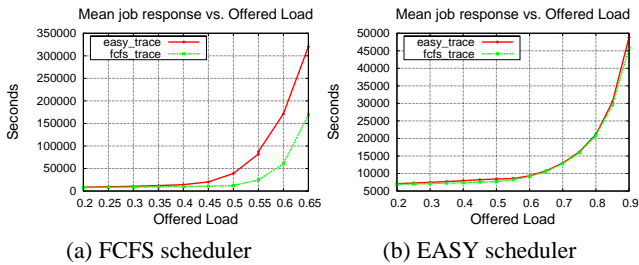 Mean job response vs. Offered Load
350000
300000
250000
200000
150000
100000
50000
0
Seconds
easy_trace
fcfs_trace
0.2 0.25 0.3 0.35 0.4 0.45 0.5 0.55 0.6 0.65
Offered Load
(a) FCFS scheduler
Mean job response vs. Offered Load
50000
45000
40000
35000
30000
25000
20000
15000
10000
5000
Seconds
easy_trace
fcfs_trace
0.2 0.3 0.4 0.5 0.6 0.7 0.8 0.9
Offered Load
(b) EASY scheduler